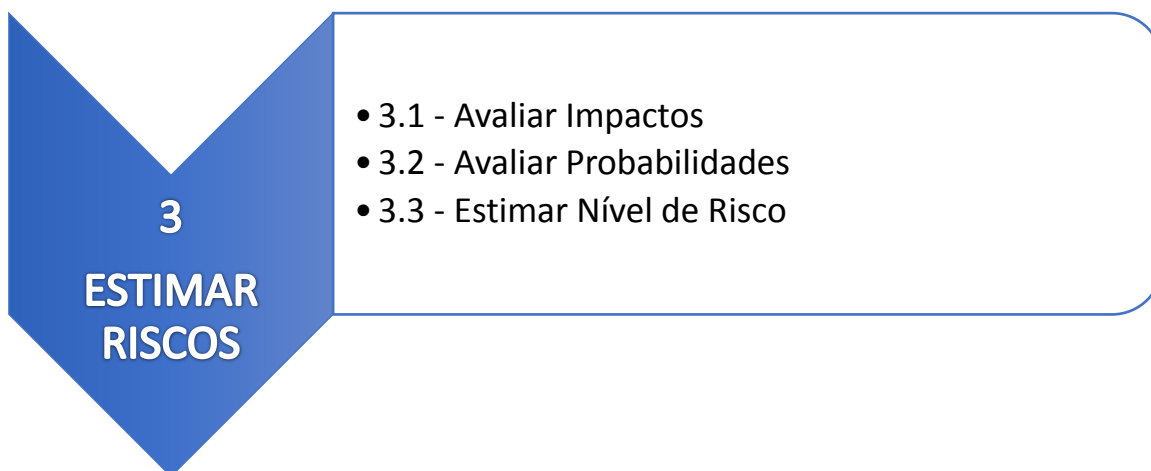 3
ESTIMAR
RISCOS
• 3.1 - Avaliar Impactos
• 3.2 - Avaliar Probabilidades
• 3.3 - Estimar Nível de Risco